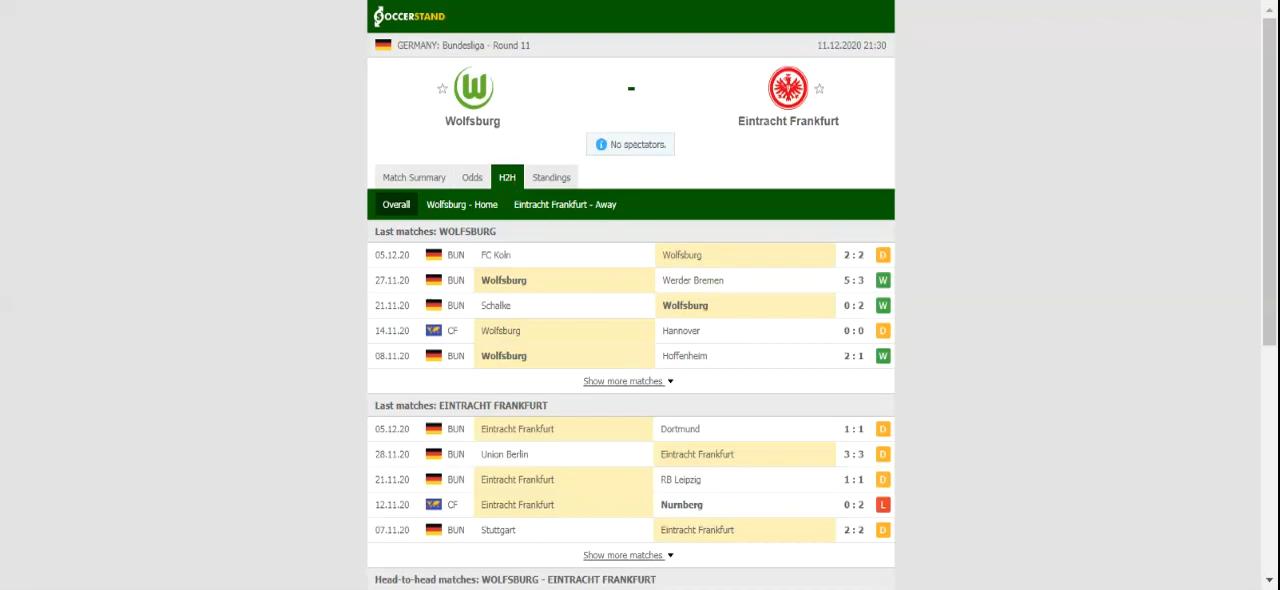 SOCCERSTAND
GERMANY: Bundesliga - Round 11 11.12.2020 21:30
-
Wolfsburg Eintracht Frankfurt
No spectators.
Match Summary Odds H2H Standings
Overall Wolfsburg - Home Eintracht Frankfurt - Away
Last matches: WOLFSBURG
05.12.20 BUN FC Koln Wolfsburg 2 : 2 D
27.11.20 BUN Wolfsburg Werder Bremen 5 : 3 W
21.11.20 BUN Schalke Wolfsburg 0 : 2 W
14.11.20 CF Wolfsburg Hannover 0 : 0 D
08.11.20 BUN Wolfsburg Hoffenheim 2 : 1 W
Show more matches
Last matches: EINTRACHT FRANKFURT
05.12.20 BUN Eintracht Frankfurt Dortmund 1 : 1 D
28.11.20 BUN Union Berlin Eintracht Frankfurt 3 : 3 D
21.11.20 BUN Eintracht Frankfurt RB Leipzig 1 : 1 D
12.11.20 CF Eintracht Frankfurt Nurnberg 0 : 2 L
07.11.20 BUN Stuttgart Eintracht Frankfurt 2 : 2 D
Show more matches
Head-to-head matches: WOLFSBURG - EINTRACHT FRANKFURT